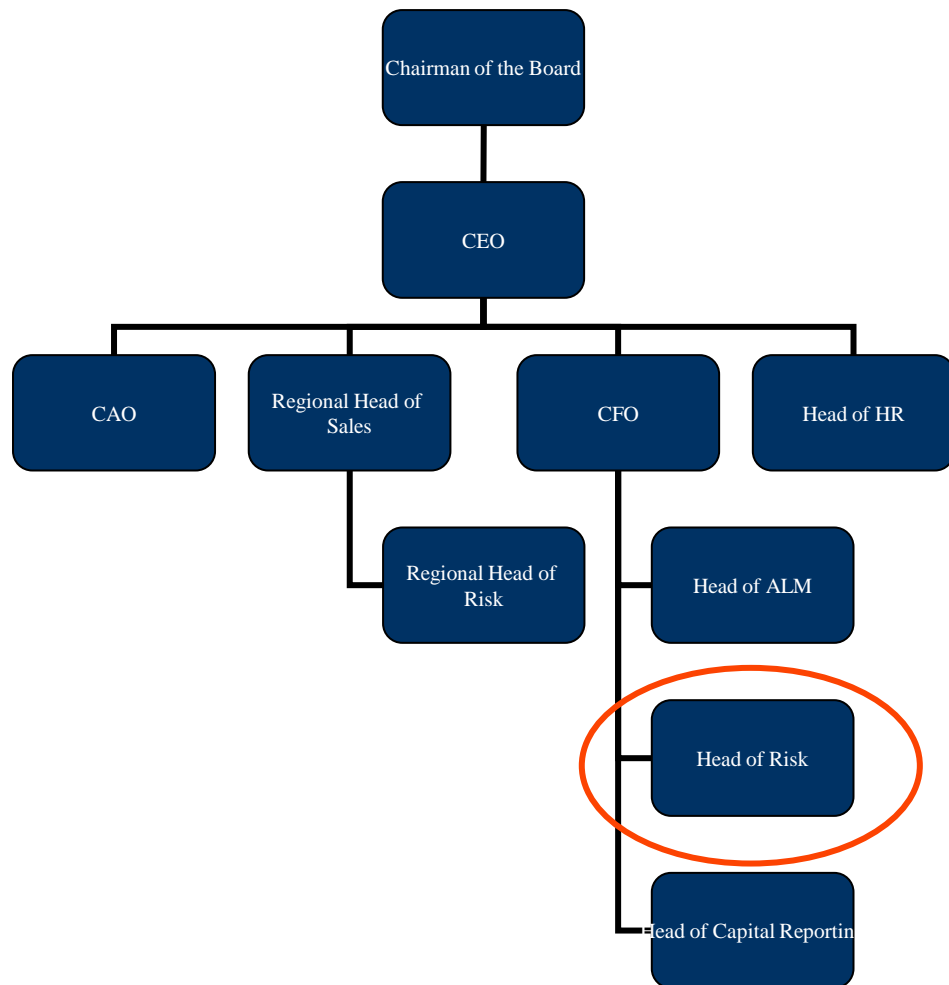 Chairman of the Board
CEO
CAO
Regional Head of
Sales
CFO
Head of HR
Regional Head of
Risk
Head of ALM
Head of Risk
Head of Capital Reportin